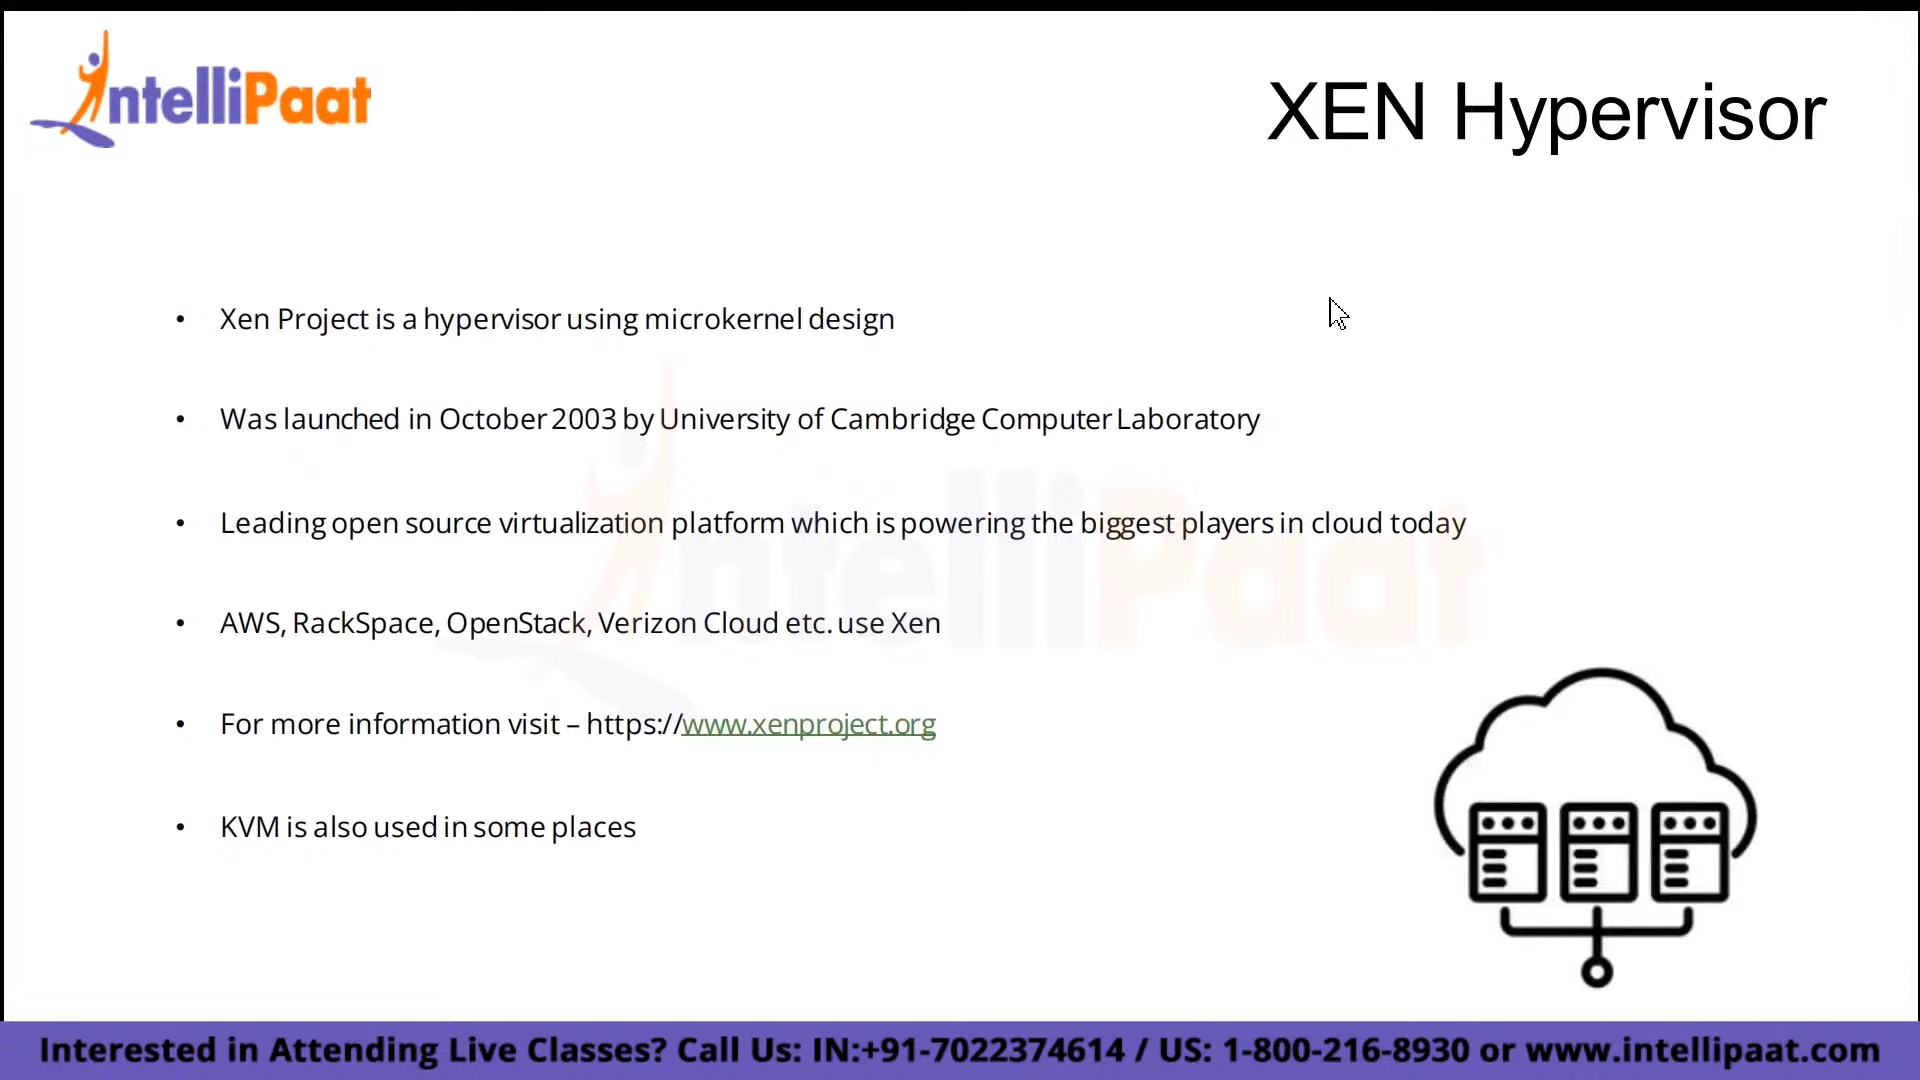 IntelliPaat
XEN Hypervisor
• Xen Project is a hypervisor using microkernel design
• Was launched in October 2003 by University of Cambridge Computer Laboratory
• Leading open source virtualization platform which is powering the biggest players in cloud today
• AWS, RackSpace, OpenStack, Verizon Cloud etc. use Xen
• For more information visit – https://www.xenproject.org
• KVM is also used in some places
IntelliPaat
Interested in Attending Live Classes? Call Us: IN:+91-7022374614 / US: 1-800-216-8930 or www.intellipaat.com